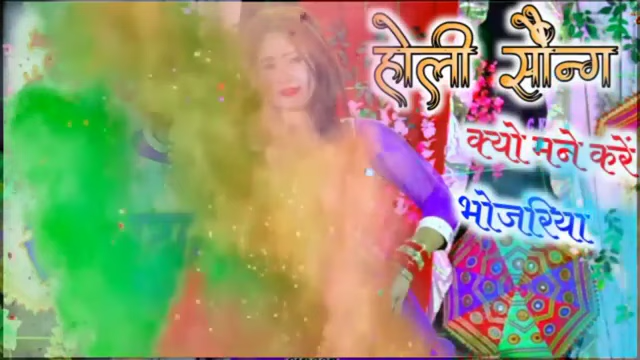 होली सौन्ग
क्यो मने करें
भोजरिया